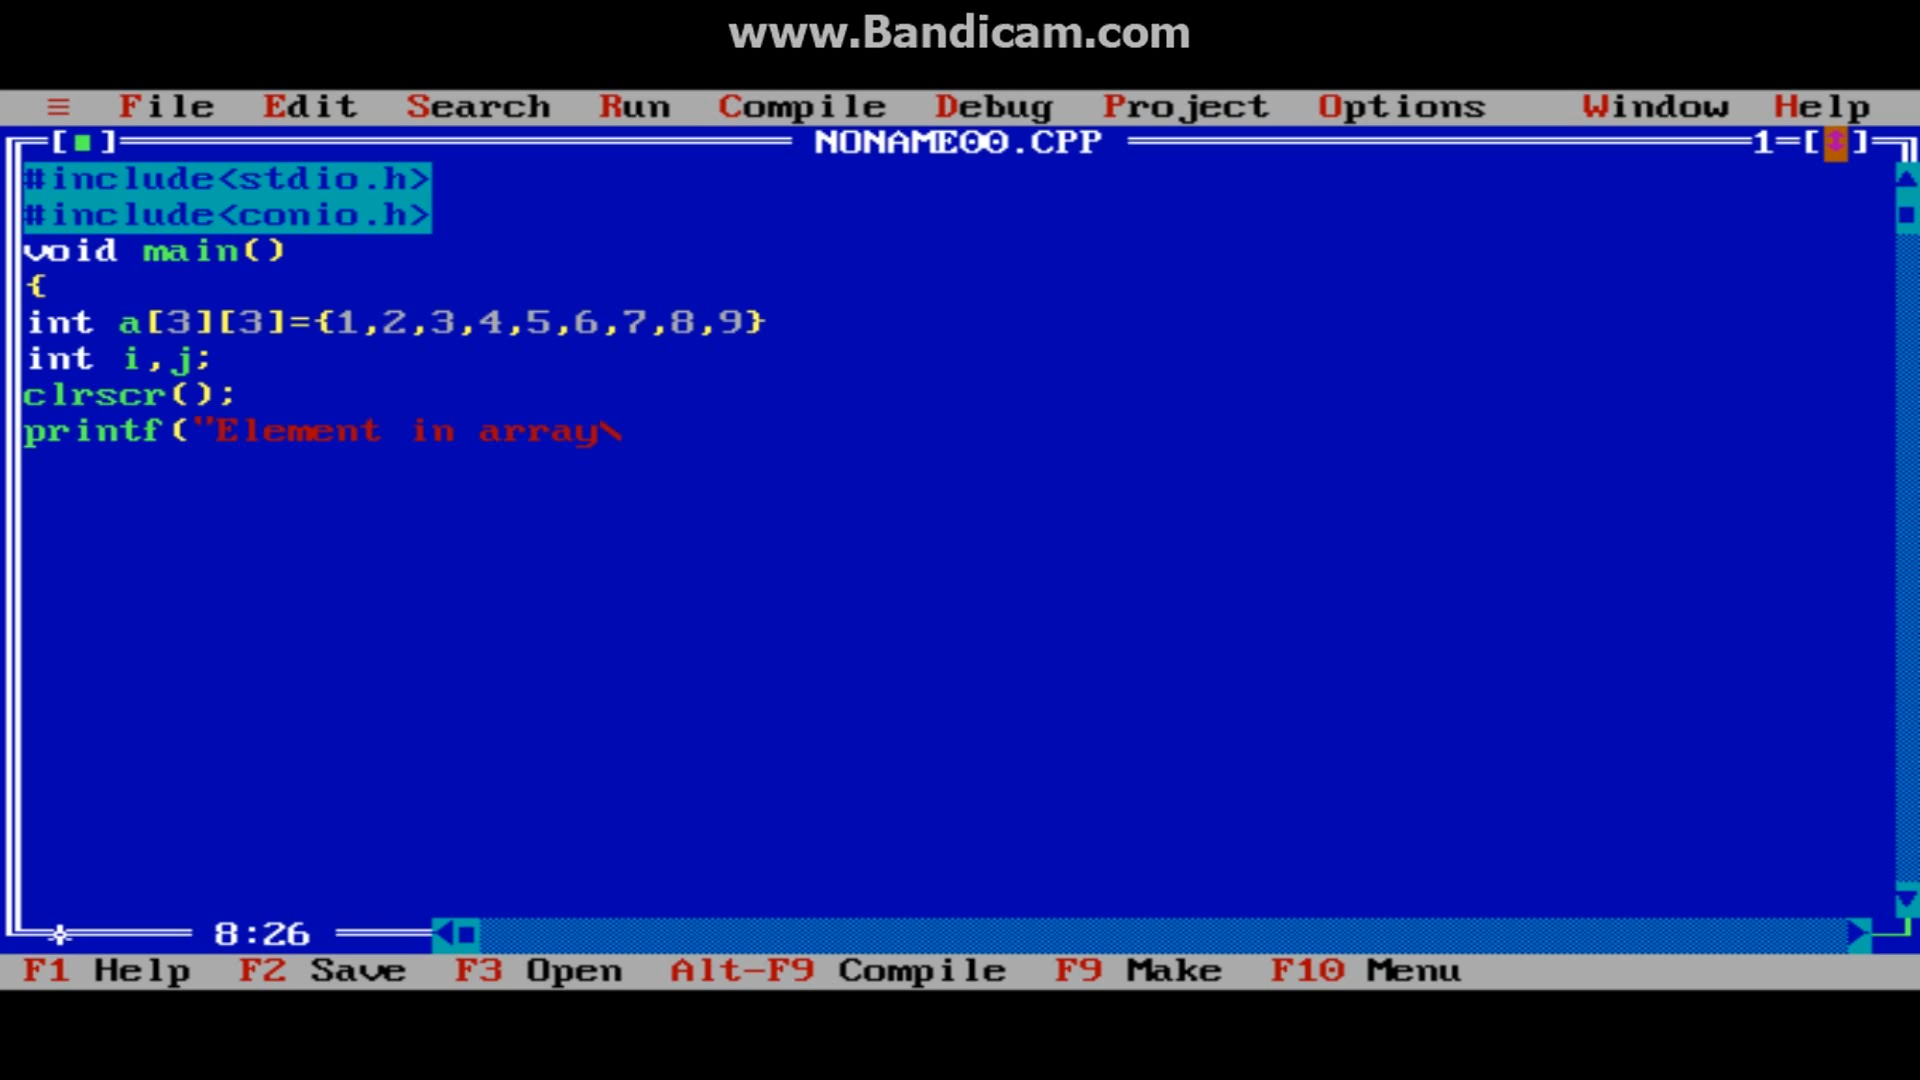 www.Bandicam.com
≡ File Edit Search Run Compile Debug Project Options Window Help
[■] NONAME00.CPP 1=[↕]
#include<stdio.h>
#include<conio.h>
void main()
{
int a[3][3]={1,2,3,4,5,6,7,8,9}
int i,j;
clrscr();
printf("Element in array\
8:26
F1 Help F2 Save F3 Open Alt-F9 Compile F9 Make F10 Menu